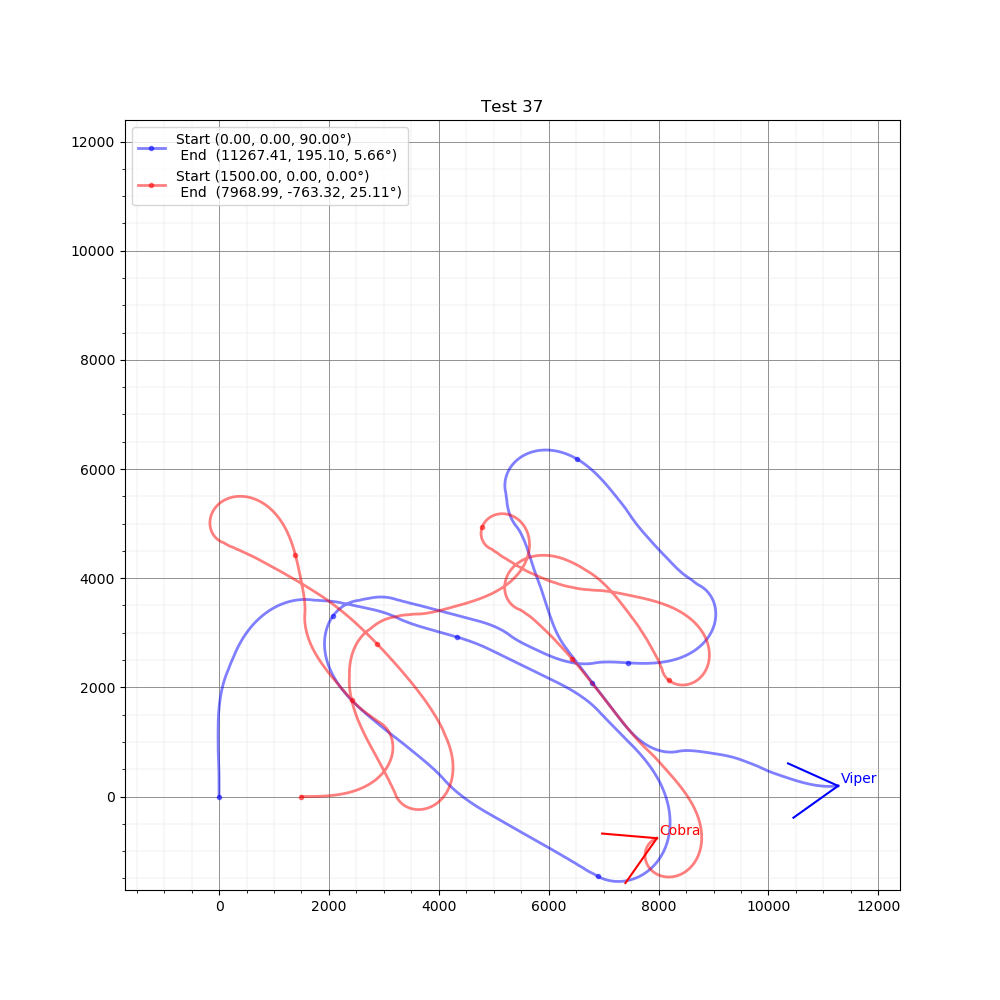 Test 37
Start (0.00, 0.00, 90.00°)
End  (11267.41, 195.10, 5.66°)
Start (1500.00, 0.00, 0.00°)
End  (7968.99, -763.32, 25.11°)
12000
10000
8000
6000
4000
2000
0
Viper
Cobra
0 2000 4000 6000 8000 10000 12000